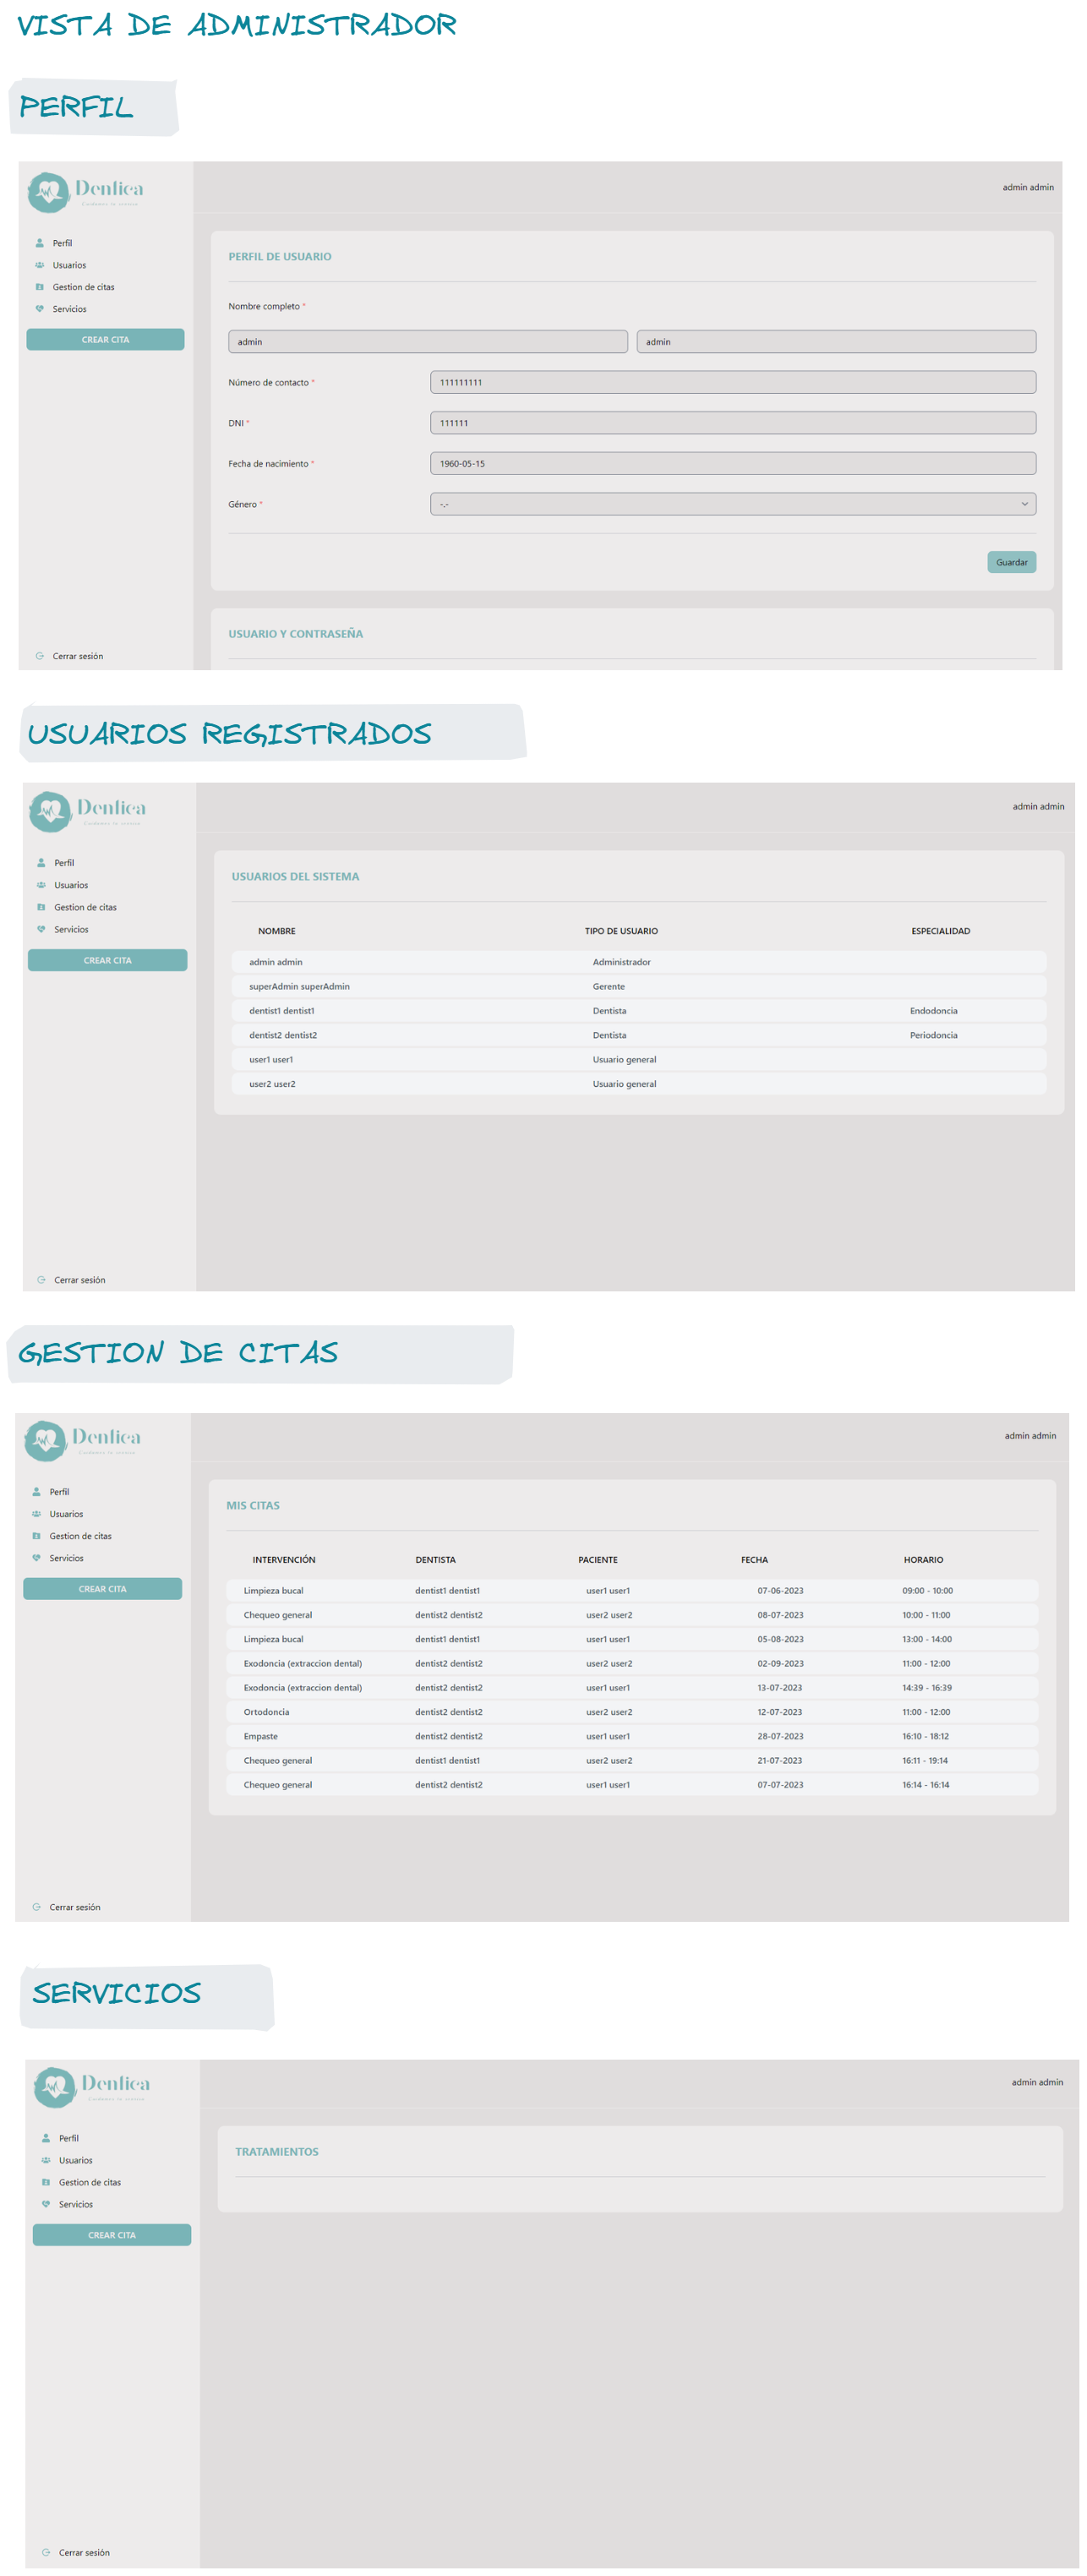 VISTA DE ADMINISTRADOR
PERFIL
Dentica
Cuidamos tu sonrisa
admin admin
Perfil
Usuarios
Gestion de citas
Servicios
CREAR CITA
Cerrar sesión
PERFIL DE USUARIO
Nombre completo *
admin admin
Número de contacto * 111111111
DNI * 111111
Fecha de nacimiento * 1960-05-15
Género * -.-
Guardar
USUARIO Y CONTRASEÑA
USUARIOS REGISTRADOS
Dentica
Cuidamos tu sonrisa
admin admin
Perfil
Usuarios
Gestion de citas
Servicios
CREAR CITA
Cerrar sesión
USUARIOS DEL SISTEMA
NOMBRE TIPO DE USUARIO ESPECIALIDAD
admin admin Administrador
superAdmin superAdmin Gerente
dentist1 dentist1 Dentista Endodoncia
dentist2 dentist2 Dentista Periodoncia
user1 user1 Usuario general
user2 user2 Usuario general
GESTION DE CITAS
Dentica
Cuidamos tu sonrisa
admin admin
Perfil
Usuarios
Gestion de citas
Servicios
CREAR CITA
Cerrar sesión
MIS CITAS
INTERVENCIÓN DENTISTA PACIENTE FECHA HORARIO
Limpieza bucal dentist1 dentist1 user1 user1 07-06-2023 09:00 - 10:00
Chequeo general dentist2 dentist2 user2 user2 08-07-2023 10:00 - 11:00
Limpieza bucal dentist1 dentist1 user1 user1 05-08-2023 13:00 - 14:00
Exodoncia (extraccion dental) dentist2 dentist2 user2 user2 02-09-2023 11:00 - 12:00
Exodoncia (extraccion dental) dentist2 dentist2 user1 user1 13-07-2023 14:39 - 16:39
Ortodoncia dentist2 dentist2 user2 user2 12-07-2023 11:00 - 12:00
Empaste dentist2 dentist2 user1 user1 28-07-2023 16:10 - 18:12
Chequeo general dentist1 dentist1 user2 user2 21-07-2023 16:11 - 19:14
Chequeo general dentist2 dentist2 user1 user1 07-07-2023 16:14 - 16:14
SERVICIOS
Dentica
Cuidamos tu sonrisa
admin admin
Perfil
Usuarios
Gestion de citas
Servicios
CREAR CITA
Cerrar sesión
TRATAMIENTOS